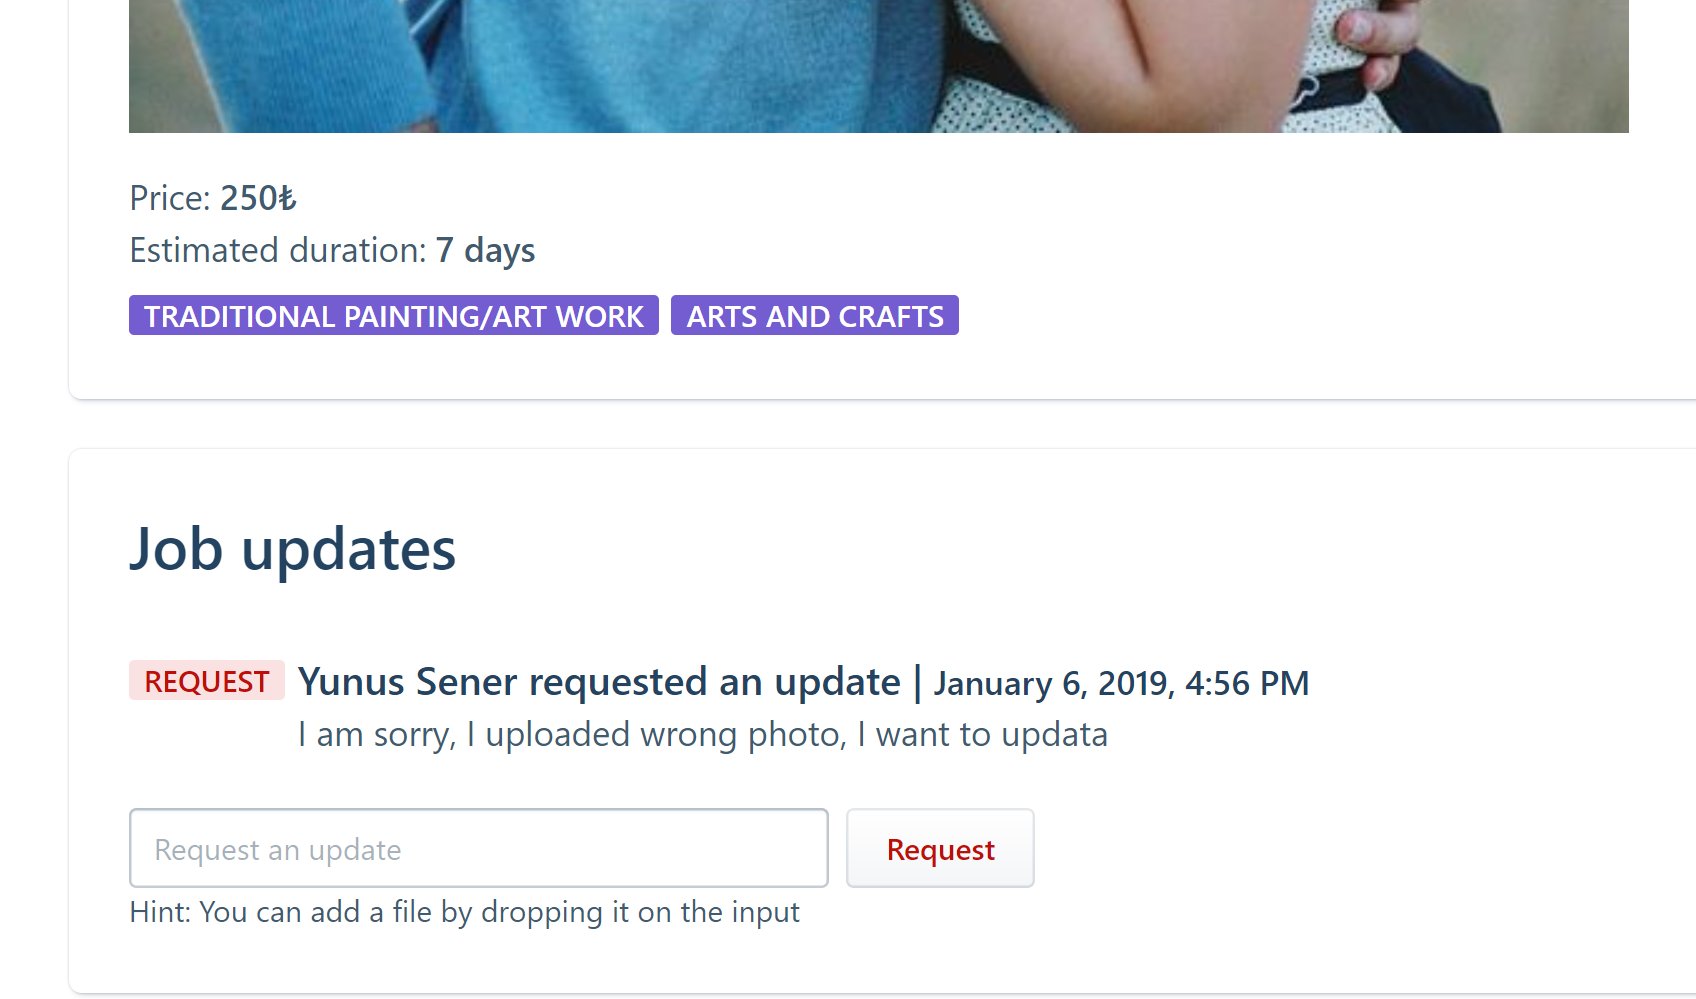 Price: 250₺
Estimated duration: 7 days
TRADITIONAL PAINTING/ART WORK ARTS AND CRAFTS
Job updates
REQUEST Yunus Sener requested an update | January 6, 2019, 4:56 PM
I am sorry, I uploaded wrong photo, I want to updata
Request an update Request
Hint: You can add a file by dropping it on the input